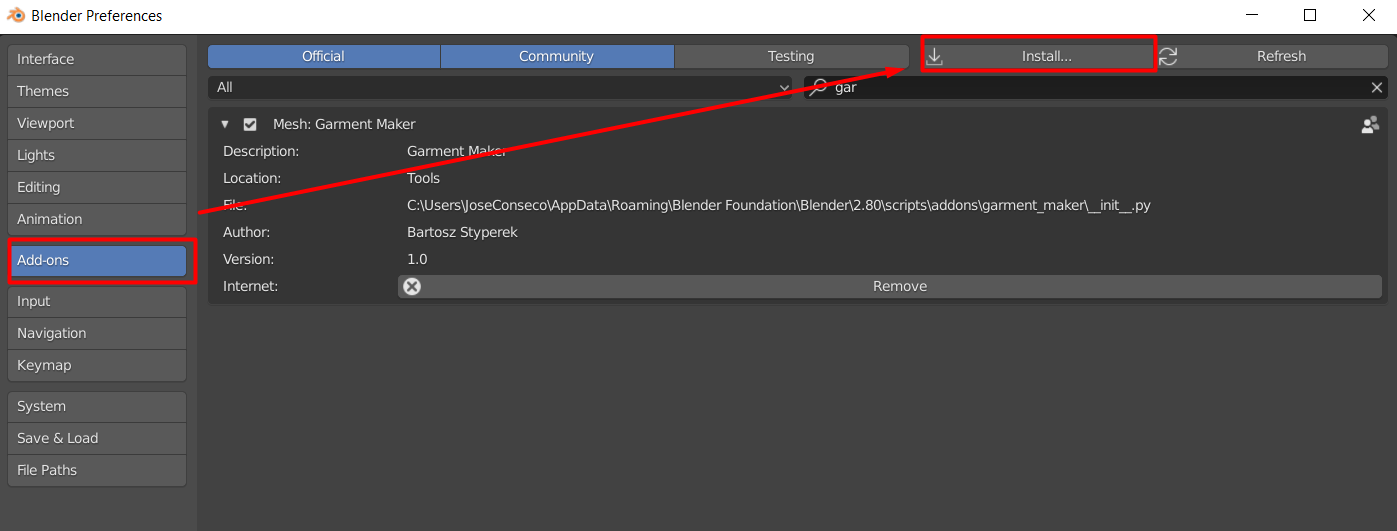 Blender Preferences
Interface
Themes
Viewport
Lights
Editing
Animation
Add-ons
Input
Navigation
Keymap
System
Save & Load
File Paths
Official Community Testing Install... Refresh
All gar
Mesh: Garment Maker
Description: Garment Maker
Location: Tools
File: C:\Users\JoseConseco\AppData\Roaming\Blender Foundation\Blender\2.80\scripts\addons\garment_maker\__init__.py
Author: Bartosz Styperek
Version: 1.0
Internet: Remove